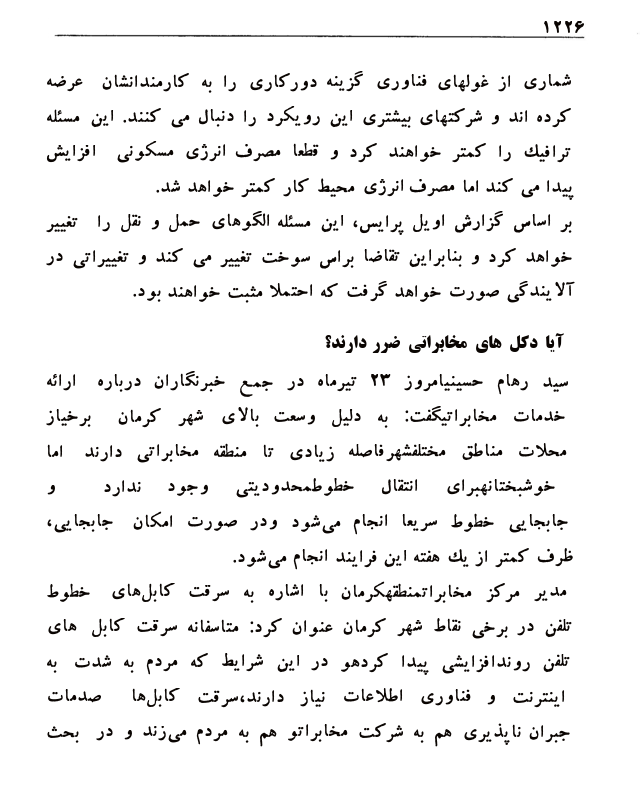 ۱۲۲۶
شماری از غولهای فناوری گزینه دورکاری را به کارمندانشان عرضه
کرده اند و شرکتهای بیشتری این رویکرد را دنبال می کنند. این مسئله
ترافیك را کمتر خواهند کرد و قطعا مصرف انرژی مسکونی افزایش
پیدا می کند اما مصرف انرژی محیط کار کمتر خواهد شد.
بر اساس گزارش اویل پرایس، این مسئله الگوهای حمل و نقل را تغییر
خواهد کرد و بنابراین تقاضا براس سوخت تغییر می کند و تغییراتی در
آلایندگی صورت خواهد گرفت که احتملا مثبت خواهند بود.
آیا دکل های مخابراتی ضرر دارند؟
سید رهام حسینیامروز ۲۳ تیرماه در جمع خبرنگاران درباره ارائه
خدمات مخابراتیگفت: به دلیل وسعت بالای شهر کرمان برخیاز
محلات مناطق مختلفشهرفاصله زیادی تا منطقه مخابراتی دارند اما
خوشبختانهبرای انتقال خطوطمحدودیتی وجود ندارد و
جابجایی خطوط سریعا انجام می‌شود ودر صورت امکان جابجایی،
ظرف کمتر از یك هفته این فرایند انجام می‌شود.
مدیر مرکز مخابراتمنطقهکرمان با اشاره به سرقت کابل‌های خطوط
تلفن در برخی نقاط شهر کرمان عنوان کرد: متاسفانه سرقت کابل های
تلفن روندافزایشی پیدا کردهو در این شرایط که مردم به شدت به
اینترنت و فناوری اطلاعات نیاز دارند،سرقت کابل‌ها صدمات
جبران ناپذیری هم به شرکت مخابراتو هم به مردم می‌زند و در بحث